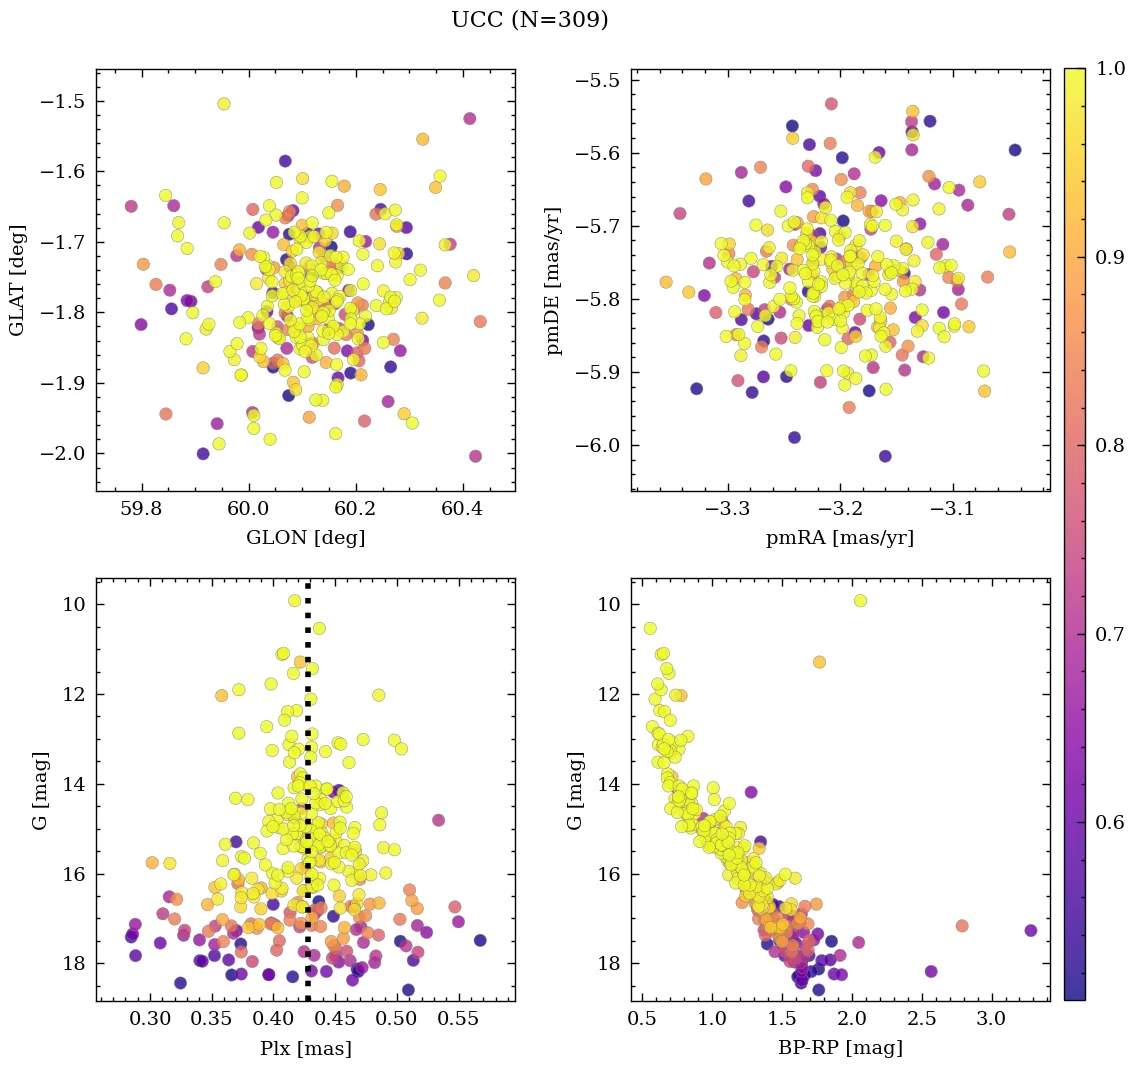 UCC (N=309)
−1.5
−1.6
−1.7
−1.8
−1.9
−2.0
GLAT [deg]
59.8 60.0 60.2 60.4
GLON [deg]
−5.5
−5.6
−5.7
−5.8
−5.9
−6.0
pmDE [mas/yr]
−3.3 −3.2 −3.1
pmRA [mas/yr]
1.0
0.9
0.8
0.7
0.6
10
12
14
16
18
G [mag]
0.30 0.35 0.40 0.45 0.50 0.55
Plx [mas]
10
12
14
16
18
G [mag]
0.5 1.0 1.5 2.0 2.5 3.0
BP-RP [mag]